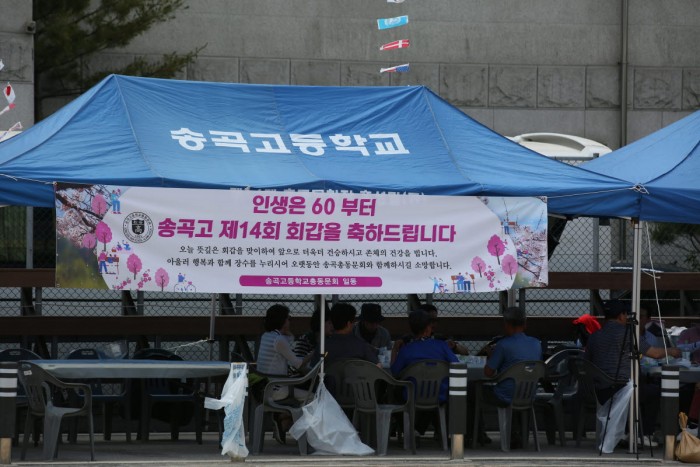 송곡고등학교
인생은 60 부터
송곡고 제14회 회갑을 축하드립니다
오늘 뜻깊은 회갑을 맞이하여 앞으로 더욱더 건승하시고 존체의 건강을 빕니다.
아울러 행복과 함께 장수를 누리시어 오랫동안 송곡총동문회와 함께하시길 소망합니다.
송곡고등학교총동문회 일동